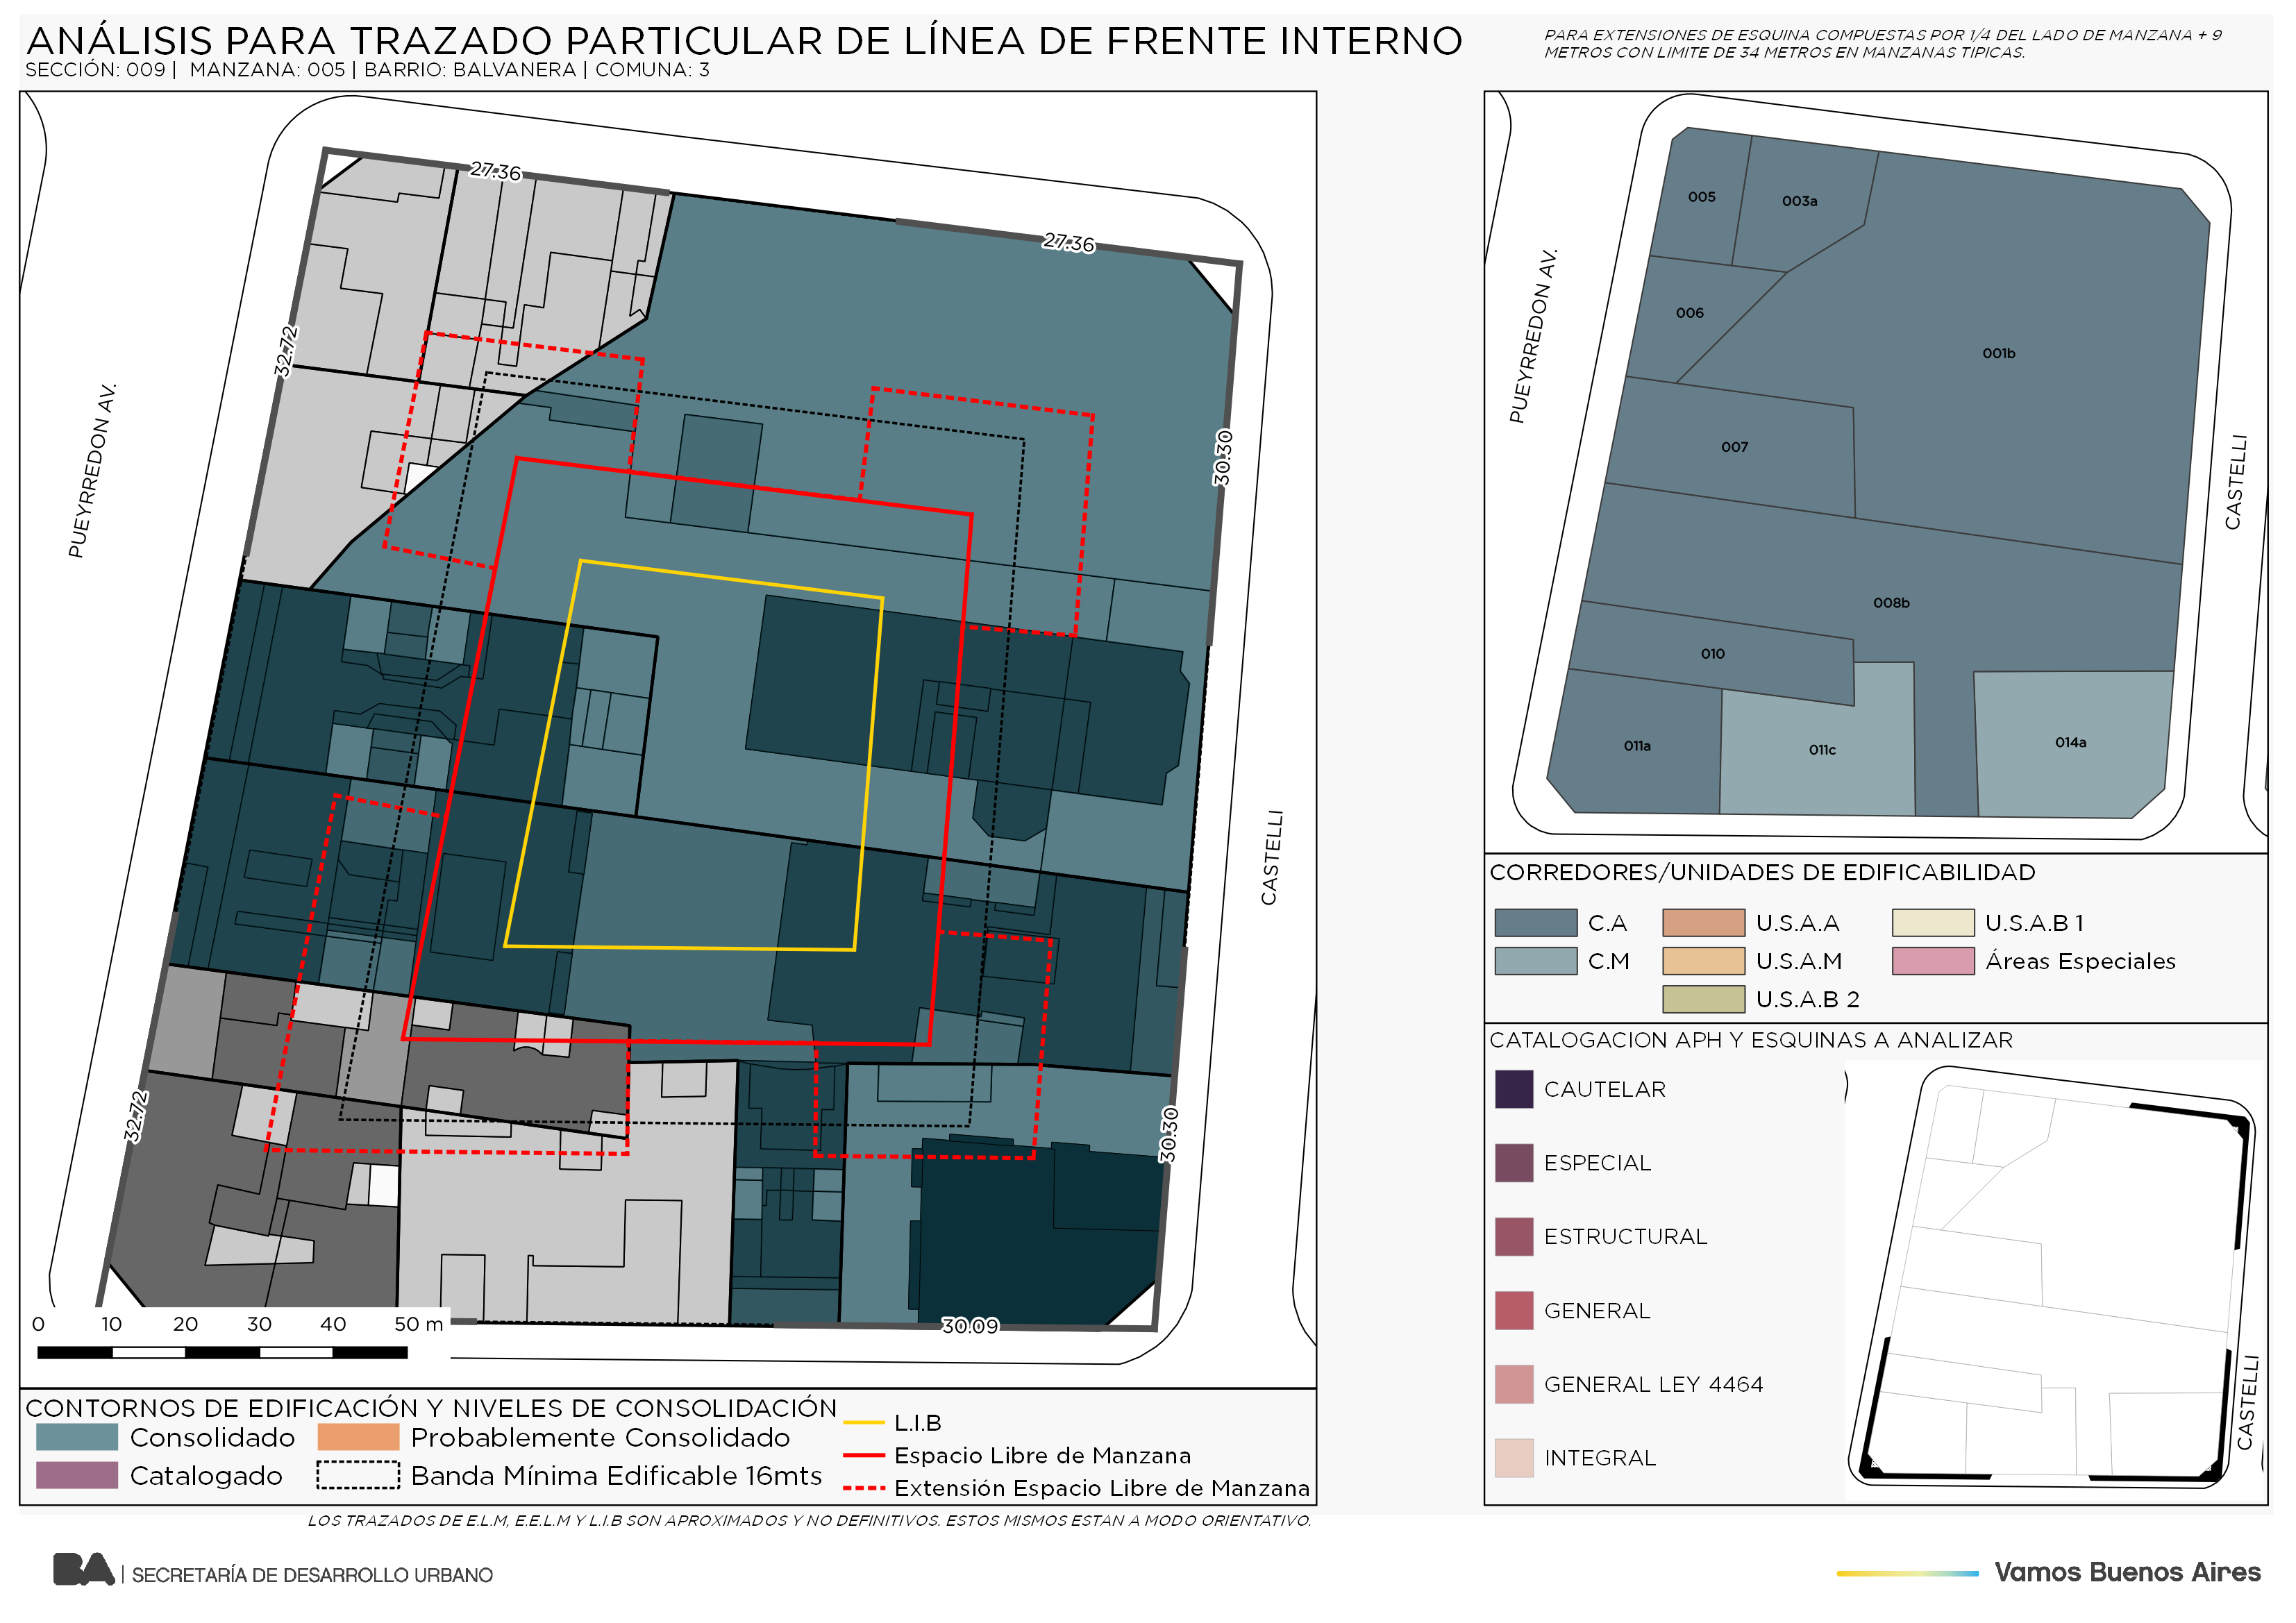 ANÁLISIS PARA TRAZADO PARTICULAR DE LÍNEA DE FRENTE INTERNO
SECCIÓN: 009 | MANZANA: 005 | BARRIO: BALVANERA | COMUNA: 3
PARA EXTENSIONES DE ESQUINA COMPUESTAS POR 1/4 DEL LADO DE MANZANA + 9
METROS CON LIMITE DE 34 METROS EN MANZANAS TIPICAS.
27.36
27.36
32.72
30.30
PUEYRREDON AV.
CASTELLI
32.72
30.30
30.09
0 10 20 30 40 50 m
CONTORNOS DE EDIFICACIÓN Y NIVELES DE CONSOLIDACIÓN
Consolidado
Catalogado
Probablemente Consolidado
Banda Mínima Edificable 16mts
L.I.B
Espacio Libre de Manzana
Extensión Espacio Libre de Manzana
005
003a
006
001b
007
008b
010
011a
011c
014a
PUEYRREDON AV.
CASTELLI
CORREDORES/UNIDADES DE EDIFICABILIDAD
C.A
C.M
U.S.A.A
U.S.A.M
U.S.A.B 2
U.S.A.B 1
Áreas Especiales
CATALOGACION APH Y ESQUINAS A ANALIZAR
CAUTELAR
ESPECIAL
ESTRUCTURAL
GENERAL
GENERAL LEY 4464
INTEGRAL
CASTELLI
LOS TRAZADOS DE E.L.M, E.E.L.M Y L.I.B SON APROXIMADOS Y NO DEFINITIVOS. ESTOS MISMOS ESTAN A MODO ORIENTATIVO.
BA | SECRETARÍA DE DESARROLLO URBANO
Vamos Buenos Aires